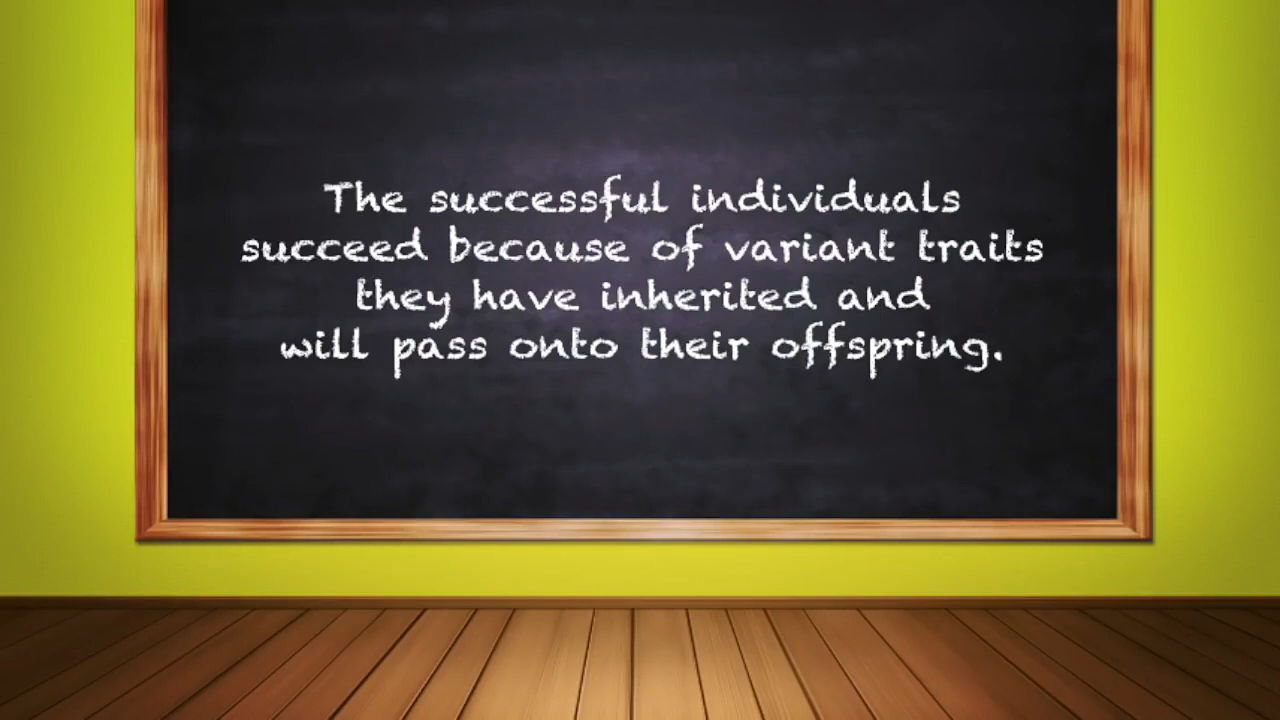 The successful individuals
succeed because of variant traits
they have inherited and
will pass onto their offspring.